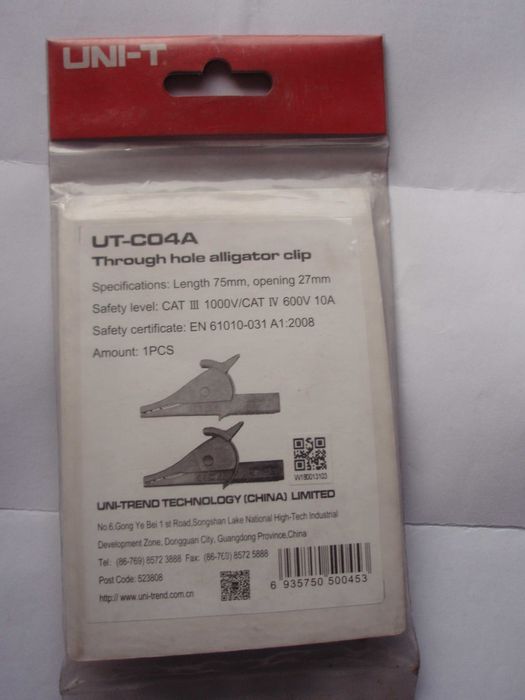 UNI-T
UT-C04A
Through hole alligator clip
Specifications: Length 75mm, opening 27mm
Safety level: CAT III 1000V/CAT IV 600V 10A
Safety certificate: EN 61010-031 A1:2008
Amount: 1PCS
W180013103
UNI-TREND TECHNOLOGY (CHINA) LIMITED
No.6,Gong Ye Bei 1 st Road,Songshan Lake National High-Tech Industrial
Development Zone, Dongguan City, Guangdong Province,China
Tel: (86-769) 8572 3888 Fax: (86-769) 8572 5888
Post Code: 523808
http:// www.uni-trend.com.cn
6 935750 500453